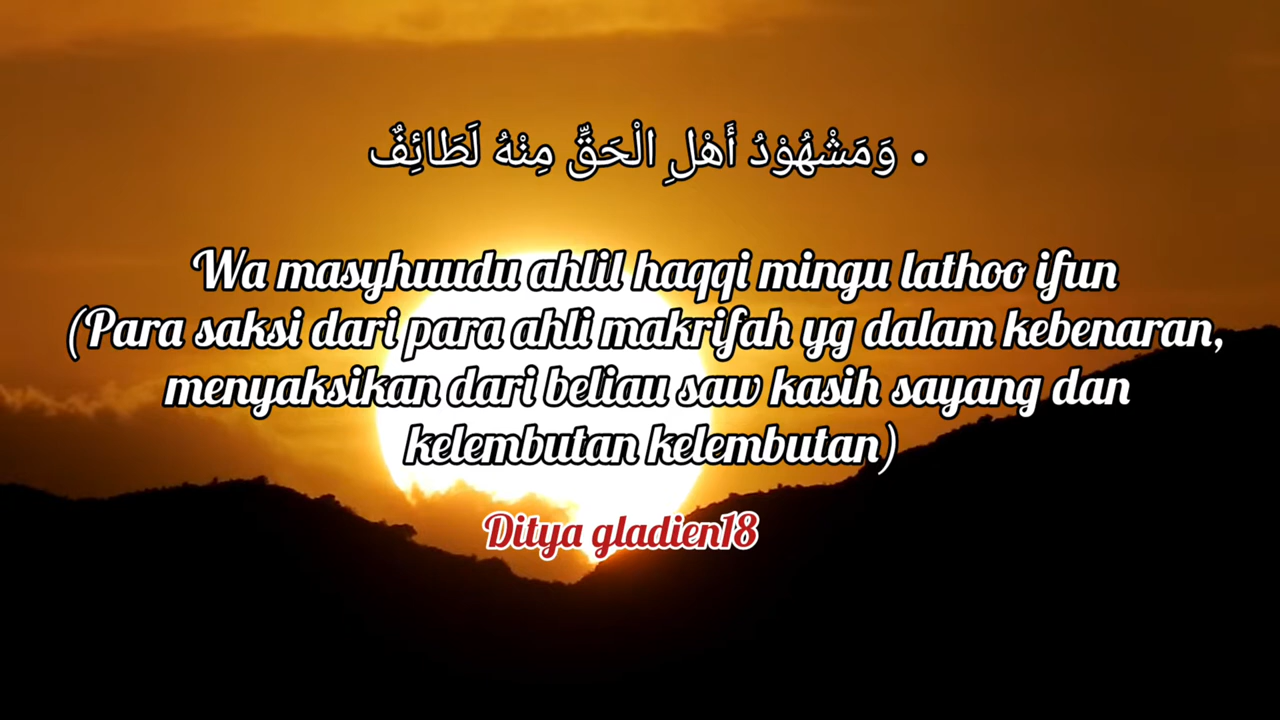 • وَمَشْهُوْدُ أَهْلِ الْحَقِّ مِنْهُ لَطَائِفٌ
Wa masyhuudu ahlil haqqi mingu lathoo ifun
(Para saksi dari para ahli makrifah yg dalam kebenaran,
menyaksikan dari beliau saw kasih sayang dan
kelembutan kelembutan)
Ditya gladien18